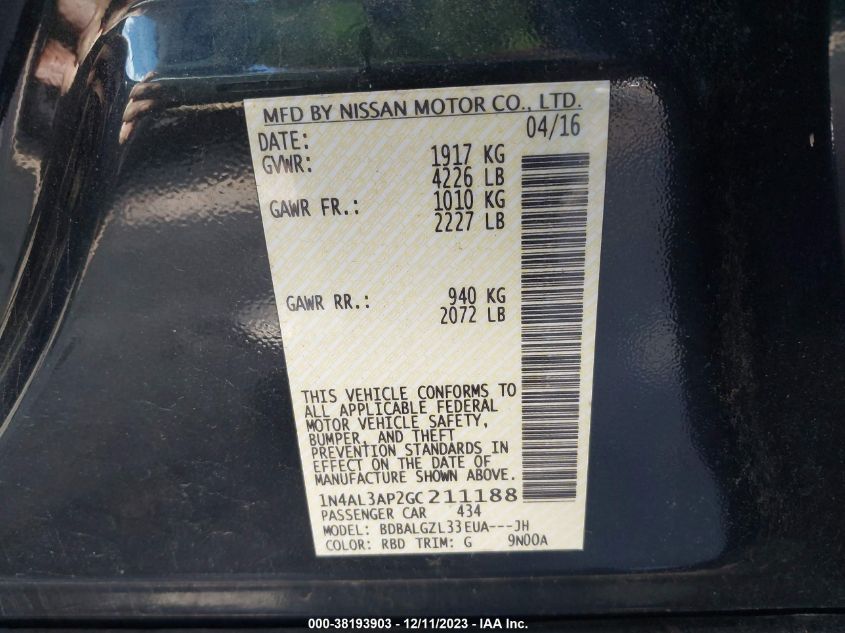 MFD BY NISSAN MOTOR CO., LTD.
DATE: 04/16
GVWR: 1917 KG
4226 LB
GAWR FR.: 1010 KG
2227 LB
GAWR RR.: 940 KG
2072 LB
THIS VEHICLE CONFORMS TO
ALL APPLICABLE FEDERAL
MOTOR VEHICLE SAFETY,
BUMPER, AND THEFT
PREVENTION STANDARDS IN
EFFECT ON THE DATE OF
MANUFACTURE SHOWN ABOVE.
1N4AL3AP2GC211188
PASSENGER CAR 434
MODEL: BDBALGZL33EUA---JH
COLOR: RBD TRIM: G 9N00A
000-38193903 - 12/11/2023 - IAA Inc.